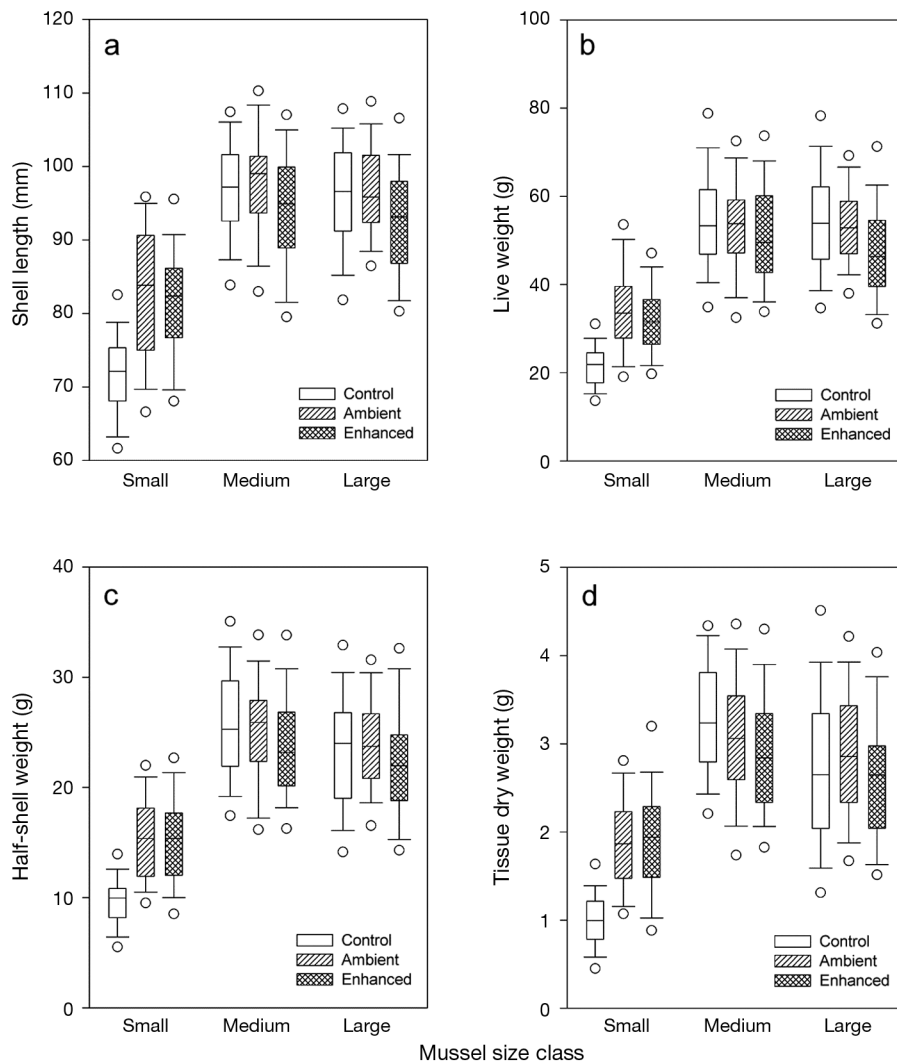 a
Shell length (mm)
120
110
100
90
80
70
60
Control
Ambient
Enhanced
Small Medium Large
b
Live weight (g)
100
80
60
40
20
0
Control
Ambient
Enhanced
Small Medium Large
c
Half-shell weight (g)
40
30
20
10
0
Control
Ambient
Enhanced
Small Medium Large
d
Tissue dry weight (g)
5
4
3
2
1
0
Control
Ambient
Enhanced
Small Medium Large
Mussel size class